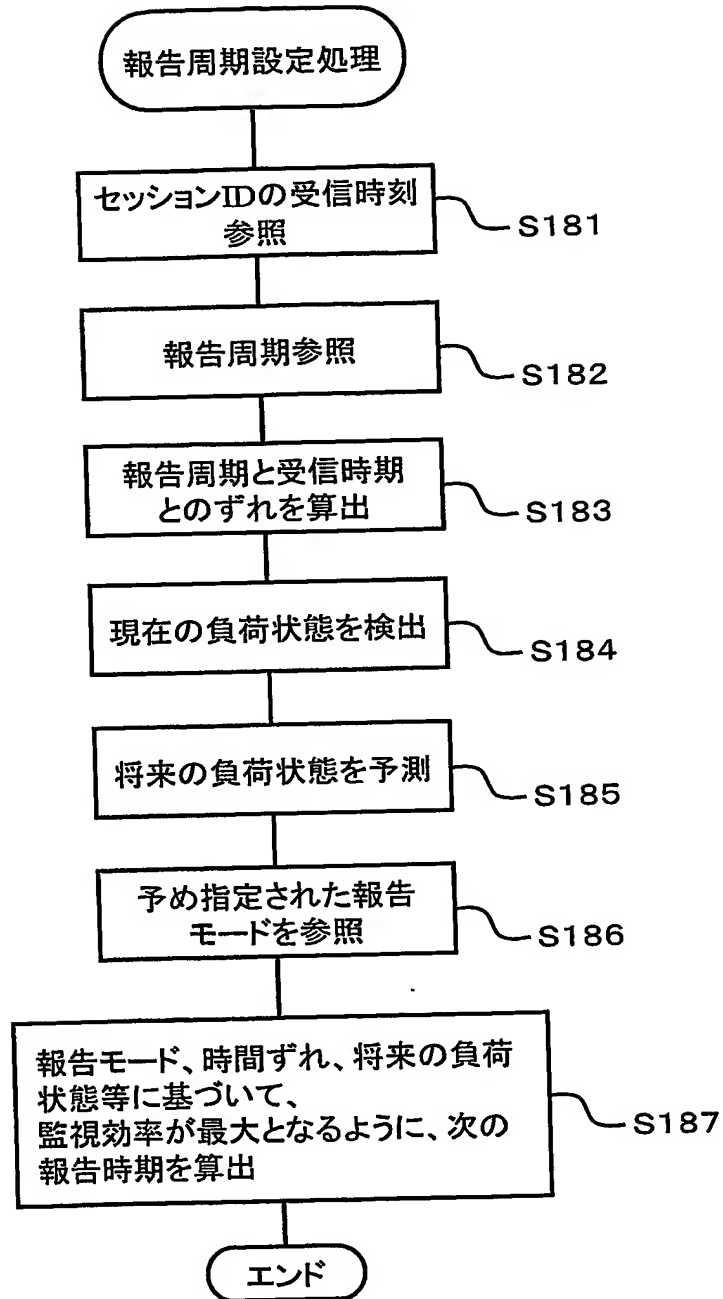 報告周期設定処理
セッションIDの受信時刻
参照
S181
報告周期参照
S182
報告周期と受信時期
とのずれを算出
S183
現在の負荷状態を検出
S184
将来の負荷状態を予測
S185
予め指定された報告
モードを参照
S186
報告モード、時間ずれ、将来の負荷
状態等に基づいて、
監視効率が最大となるように、次の
報告時期を算出
S187
エンド